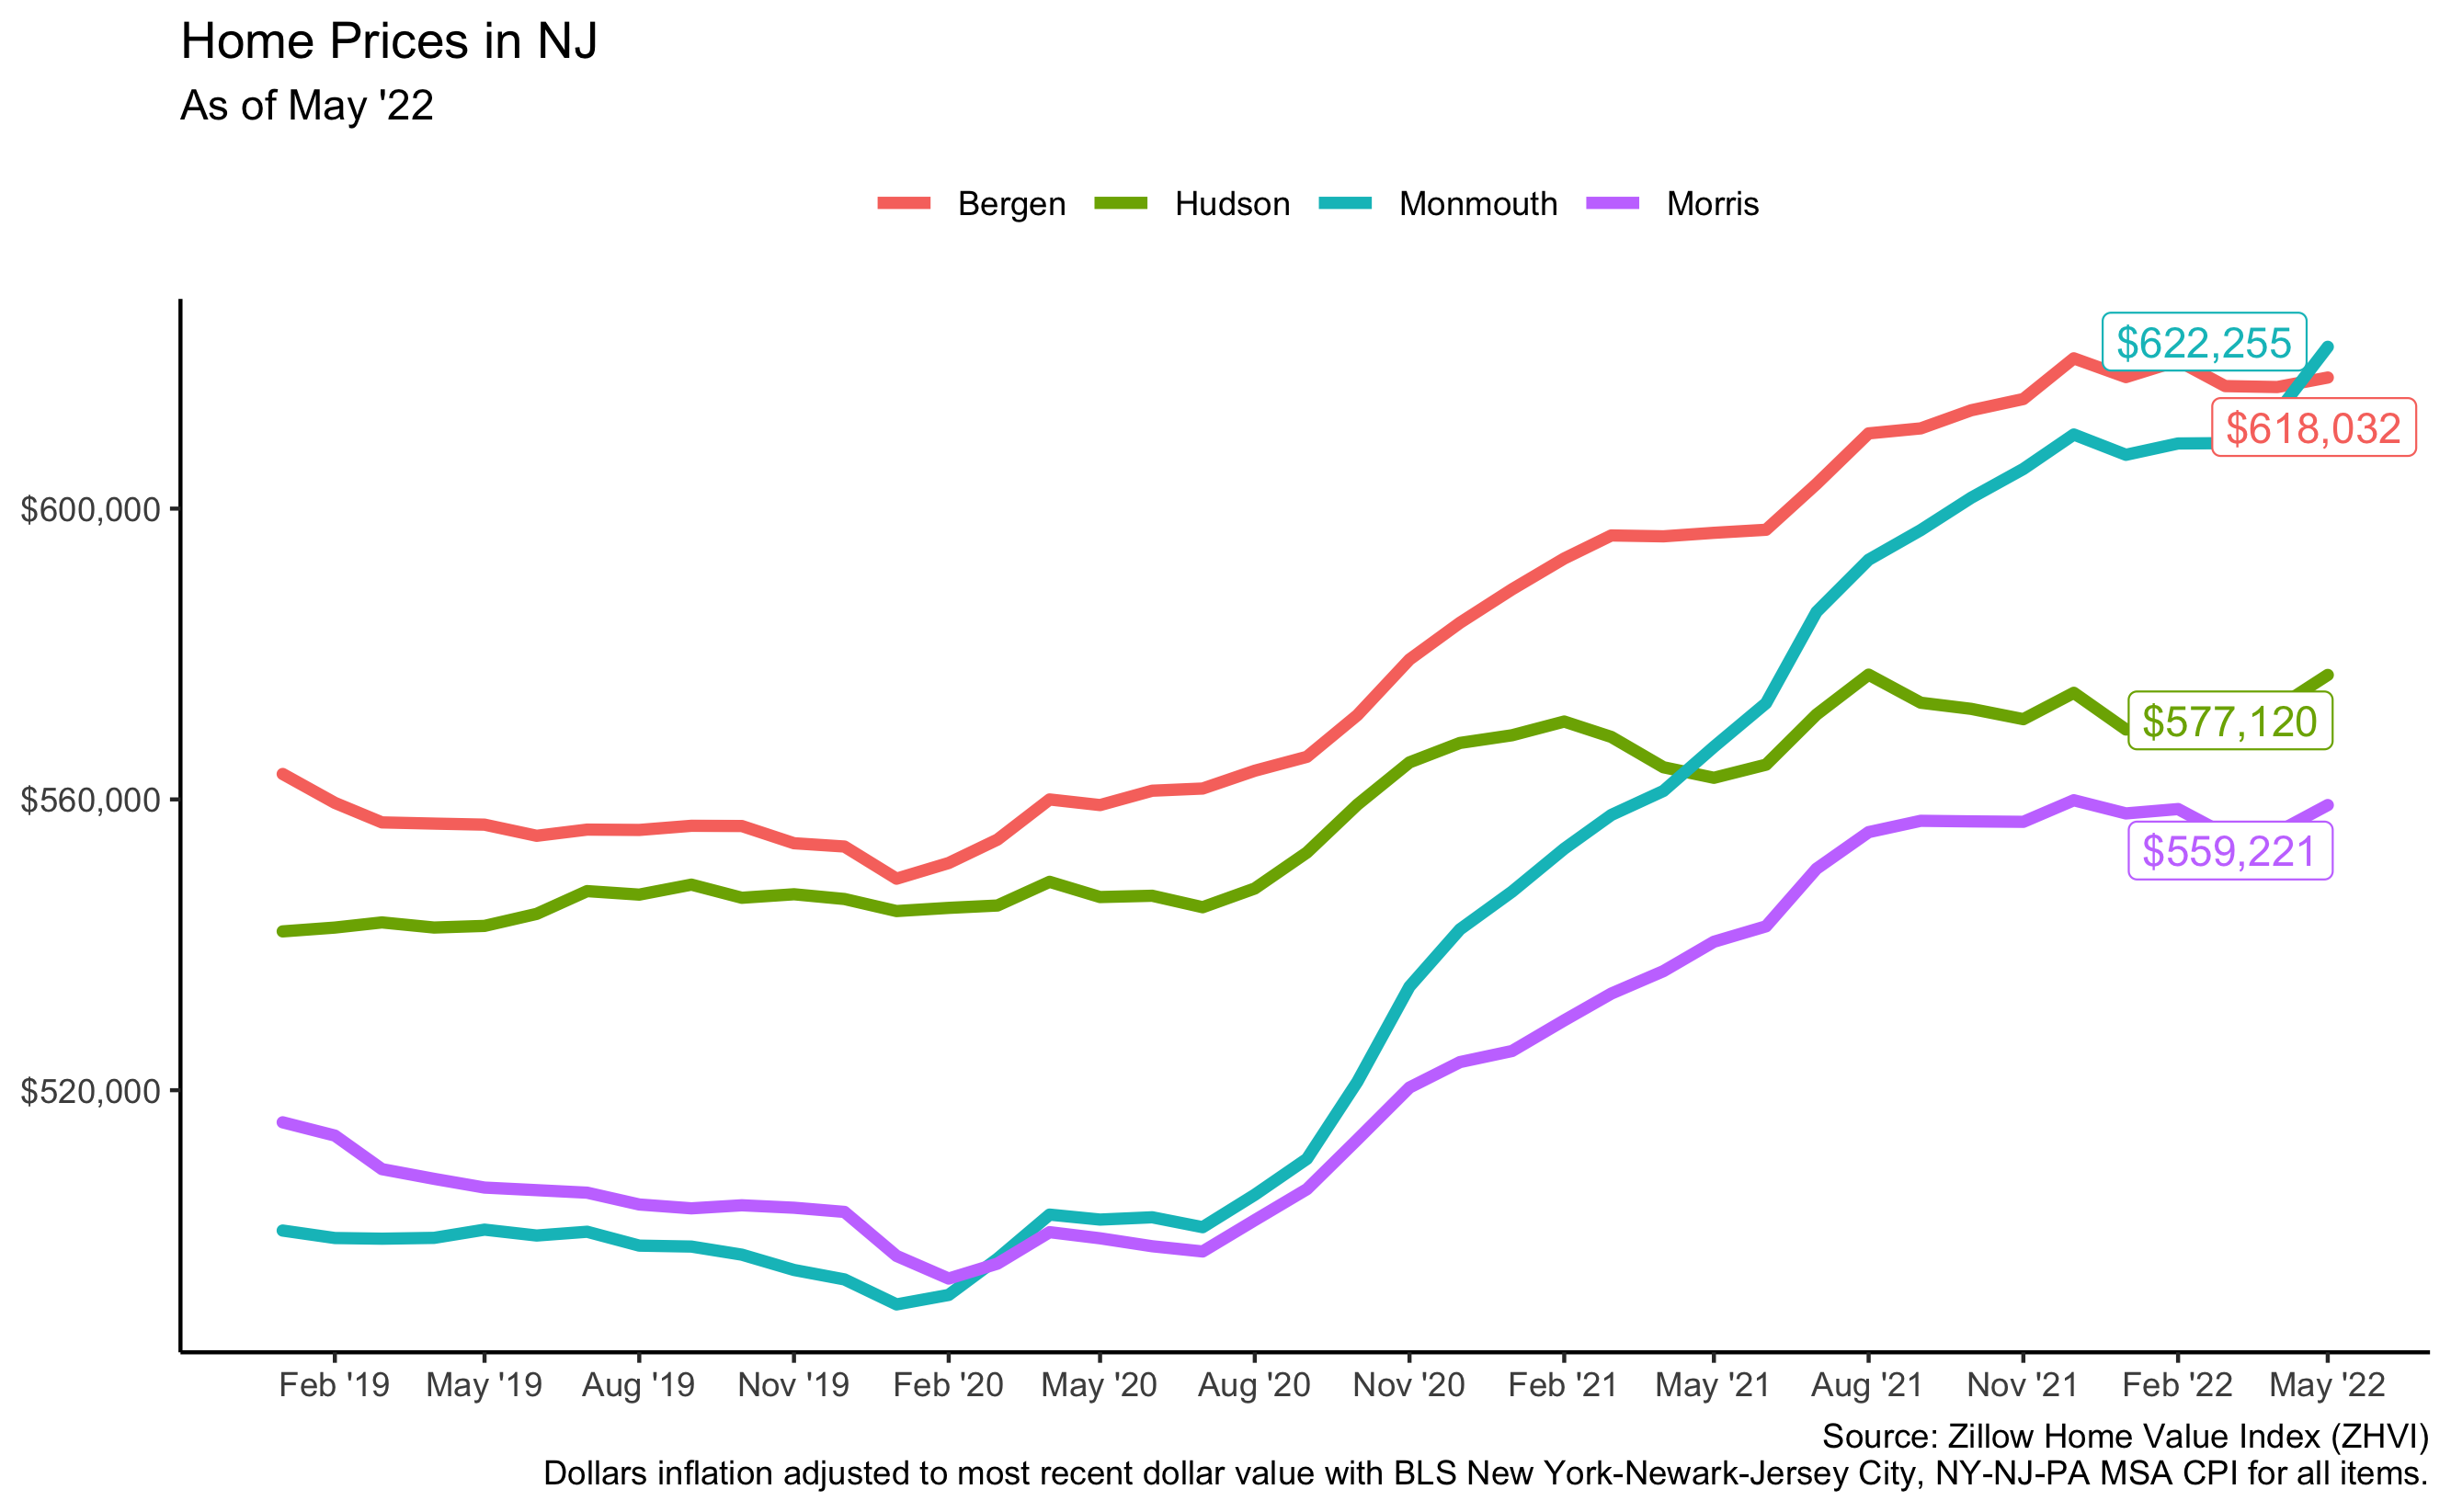 Home Prices in NJ
As of May '22
Bergen Hudson Monmouth Morris
$622,255
$618,032
$600,000
$577,120
$560,000
$559,221
$520,000
Feb '19 May '19 Aug '19 Nov '19 Feb '20 May '20 Aug '20 Nov '20 Feb '21 May '21 Aug '21 Nov '21 Feb '22 May '22
Source: Zillow Home Value Index (ZHVI)
Dollars inflation adjusted to most recent dollar value with BLS New York-Newark-Jersey City, NY-NJ-PA MSA CPI for all items.